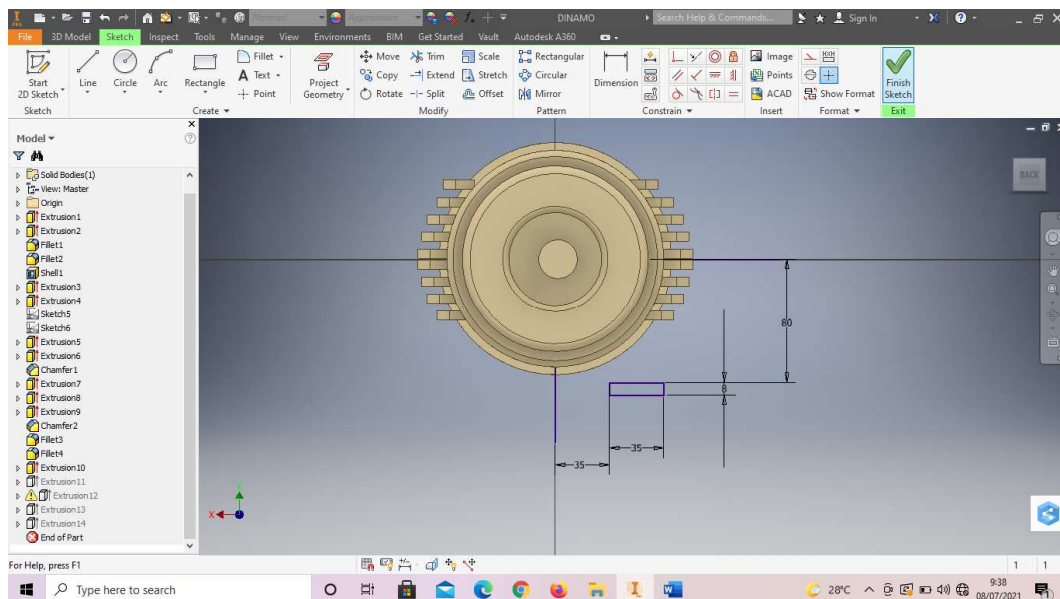 I PRO Material Appearance fx DINAMO Search Help & Commands... Sign In
File 3D Model Sketch Inspect Tools Manage View Environments BIM Get Started Vault Autodesk A360
Start
2D Sketch
Line
Circle
Arc
Rectangle
Fillet
Text
Point
Project
Geometry
Move
Copy
Rotate
Trim
Extend
Split
Scale
Stretch
Offset
Rectangular
Circular
Mirror
Dimension
Image
Points
ACAD
Show Format
Finish
Sketch
Sketch Create Modify Pattern Constrain Insert Format Exit
Model
Solid Bodies(1)
View: Master
Origin
Extrusion1
Extrusion2
Fillet1
Fillet2
Shell1
Extrusion3
Extrusion4
Sketch5
Sketch6
Extrusion5
Extrusion6
Chamfer1
Extrusion7
Extrusion8
Extrusion9
Chamfer2
Fillet3
Fillet4
Extrusion10
Extrusion11
Extrusion12
Extrusion13
Extrusion14
End of Part
BACK
80
8
35
35
Y
X
For Help, press F1
1 1
Type here to search
28°C
9:38
08/07/2021